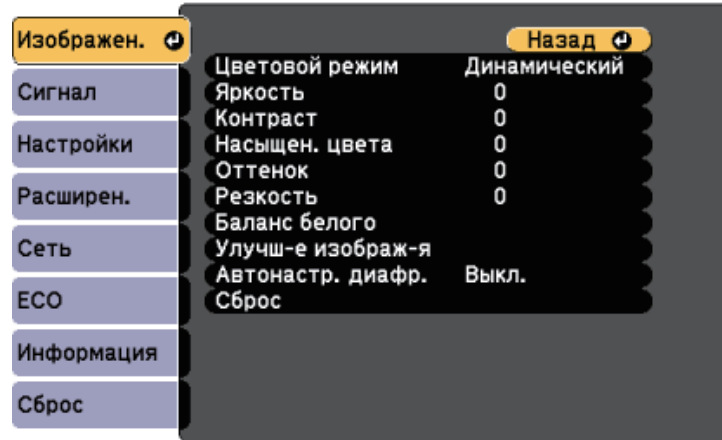 Изображен.
Сигнал
Настройки
Расширен.
Сеть
ECO
Информация
Сброс
Назад
Цветовой режим Динамический
Яркость 0
Контраст 0
Насыщен. цвета 0
Оттенок 0
Резкость 0
Баланс белого
Улучш-е изображ-я
Автонастр. диафр. Выкл.
Сброс